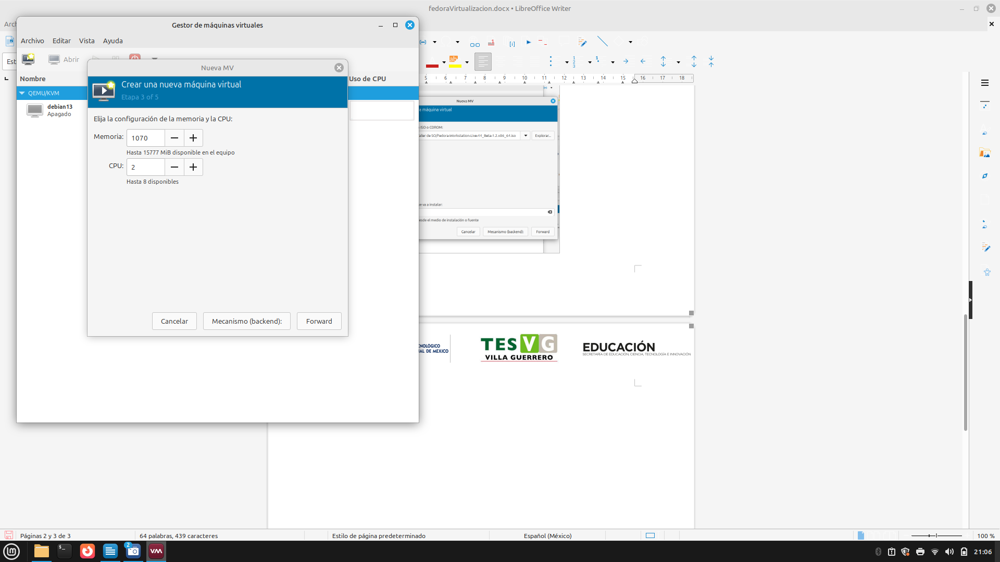 fedoraVirtualizacion.docx • LibreOffice Writer
Arch
Gestor de máquinas virtuales
Archivo Editar Vista Ayuda
Abrir
Est
Nombre
Uso de CPU
QEMU/KVM
debian13
Apagado
Nueva MV
Crear una nueva máquina virtual
Etapa 3 of 5
Elija la configuración de la memoria y la CPU:
Memoria: 1070
Hasta 15777 MiB disponible en el equipo
CPU: 2
Hasta 8 disponibles
Cancelar Mecanismo (backend): Forward
5 6 7 8 9 10 11 12 13 14 15 16 17 18
Nueva MV
a máquina virtual
ISO o CDROM:
aller de SO/Fedora-Workstation-Live-44_Beta-1.2.x86_64.iso Explorar...
ue va a instalar:
esde el medio de instalación o fuente
Cancelar Mecanismo (backend): Forward
CNOLÓGICO
AL DE MÉXICO
TESVG
VILLA GUERRERO
EDUCACIÓN
SECRETARÍA DE EDUCACIÓN, CIENCIA, TECNOLOGÍA E INNOVACIÓN
Páginas 2 y 3 de 3 64 palabras, 439 caracteres Estilo de página predeterminado Español (México) 100 %
2
21:06